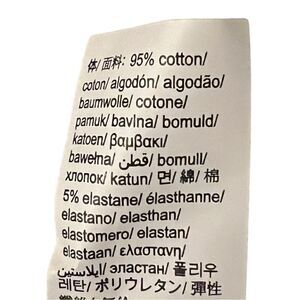 体/ 面料: 95% cotton/
coton/ algodón/ algodão/
baumwolle/ cotone/
pamuk/ bavlna/ bomuld/
katoen/ βαμβακι/
bawełna/ قطن/ bomull/
хлопок/ katun/ 면/ 綿/ 棉
5% elastane/ élasthanne/
elastano/ elasthan/
elastomero/ elastan/
elastaan/ ελαστανη/
ايلاستين/ эластан/ 폴리우
레탄/ ポリウレタン/ 彈性